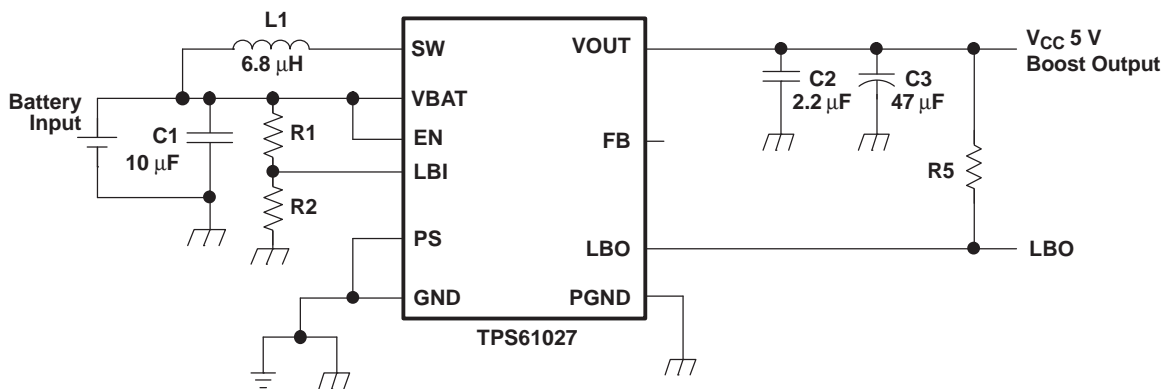 L1
6.8 μH
SW
VOUT
V_CC 5 V
Boost Output
Battery
Input
C1
10 μF
R1
R2
VBAT
EN
LBI
PS
GND
FB
LBO
PGND
C2
2.2 μF
C3
47 μF
R5
LBO
TPS61027